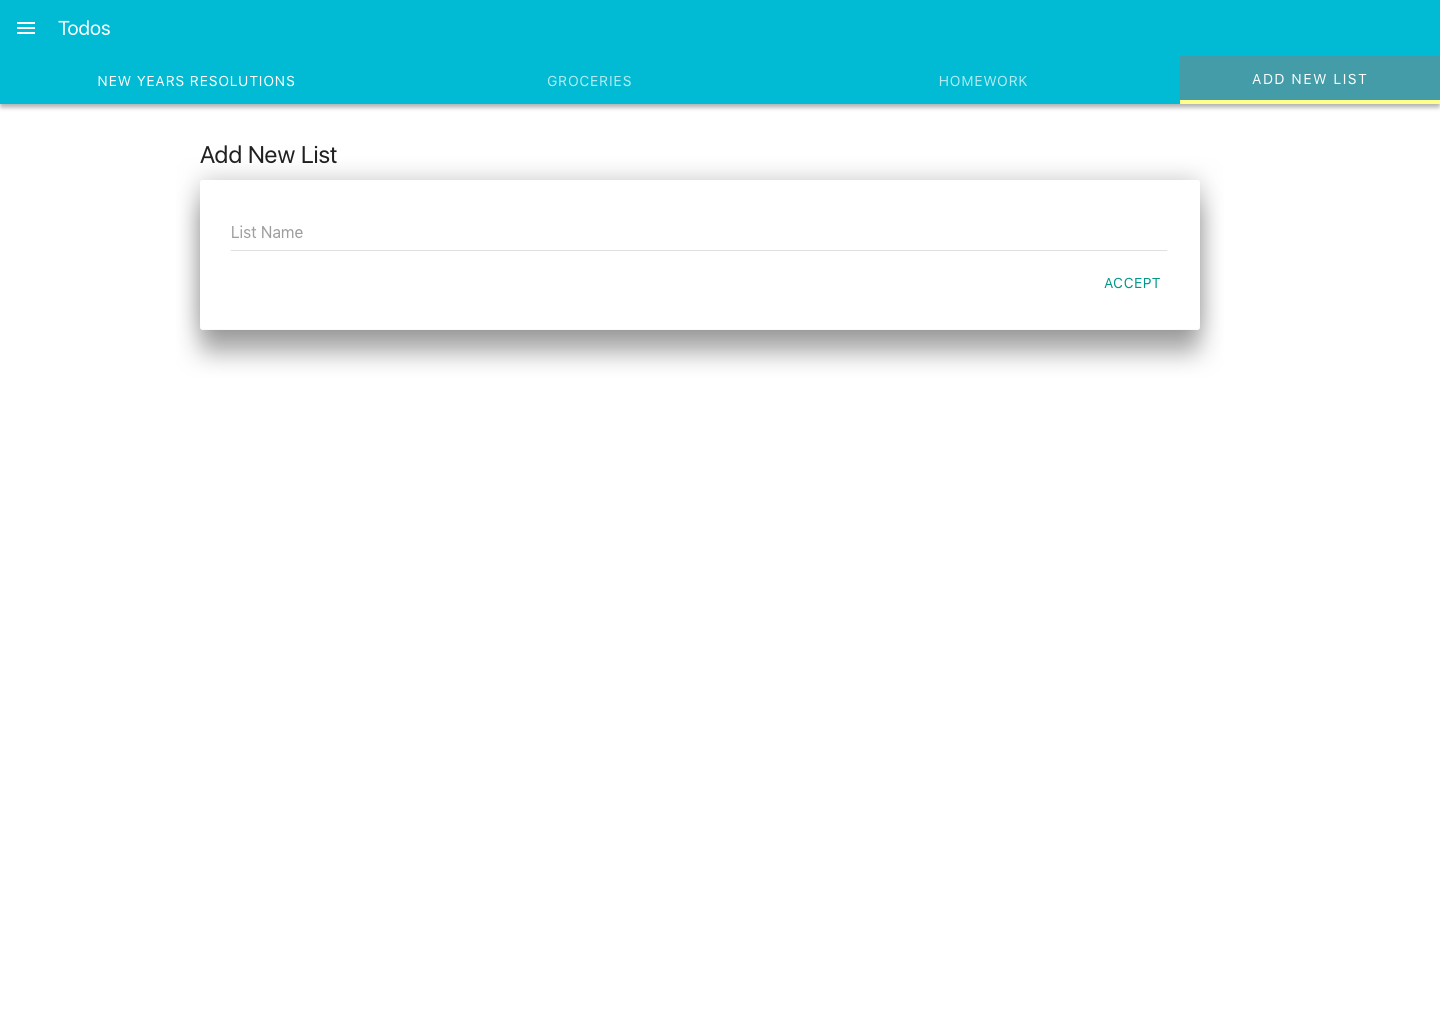 Todos
NEW YEARS RESOLUTIONS GROCERIES HOMEWORK ADD NEW LIST
Add New List
List Name
ACCEPT